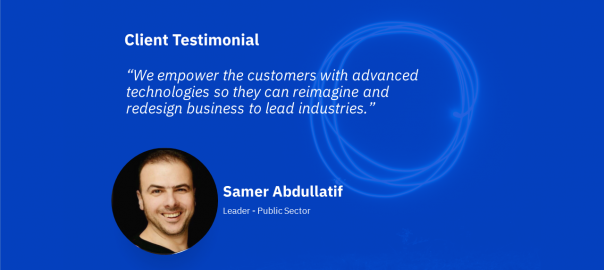 Client Testimonial
“We empower the customers with advanced
technologies so they can reimagine and
redesign business to lead industries.”
Samer Abdullatif
Leader - Public Sector